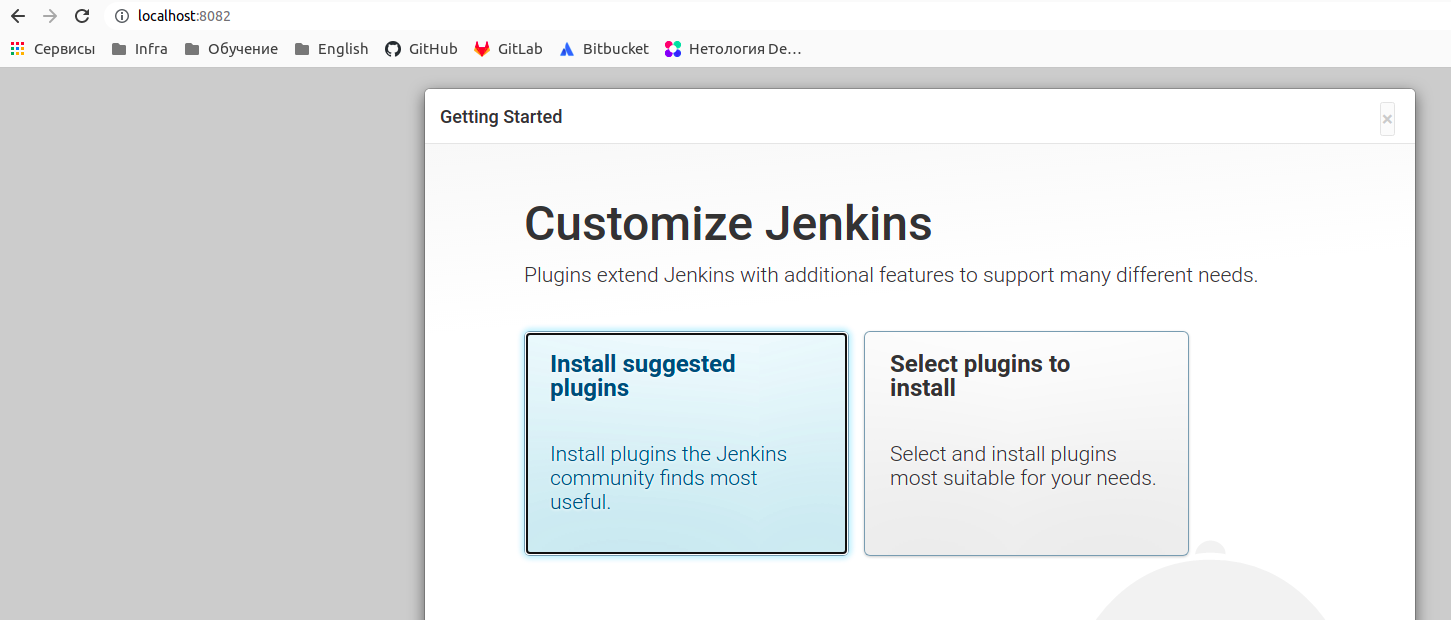 localhost:8082
Сервисы Infra Обучение English GitHub GitLab Bitbucket Нетология De...
Getting Started ×
Customize Jenkins
Plugins extend Jenkins with additional features to support many different needs.
Install suggested
plugins
Install plugins the Jenkins
community finds most
useful.
Select plugins to
install
Select and install plugins
most suitable for your needs.